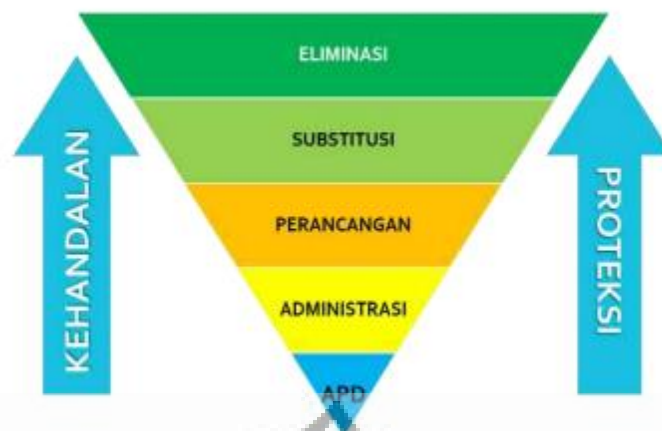 ELIMINASI
SUBSTITUSI
PERANCANGAN
ADMINISTRASI
APD
KEHANDALAN
PROTEKSI